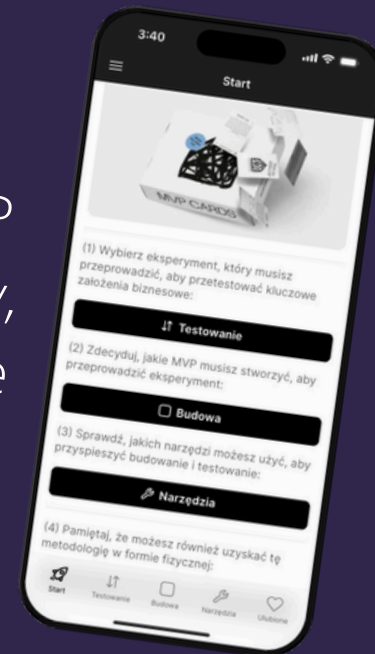 3:40
Start
MVP CARDS
(1) Wybierz eksperyment, który musisz
przeprowadzić, aby przetestować kluczowe
założenia biznesowe:
Testowanie
(2) Zdecyduj, jakie MVP musisz stworzyć, aby
przeprowadzić eksperyment:
Budowa
(3) Sprawdź, jakich narzędzi możesz użyć, aby
przyspieszyć budowanie i testowanie:
Narzędzia
(4) Pamiętaj, że możesz również uzyskać tę
metodologię w formie fizycznej:
Start
Testowanie
Budowa
Narzędzia
Ulubione